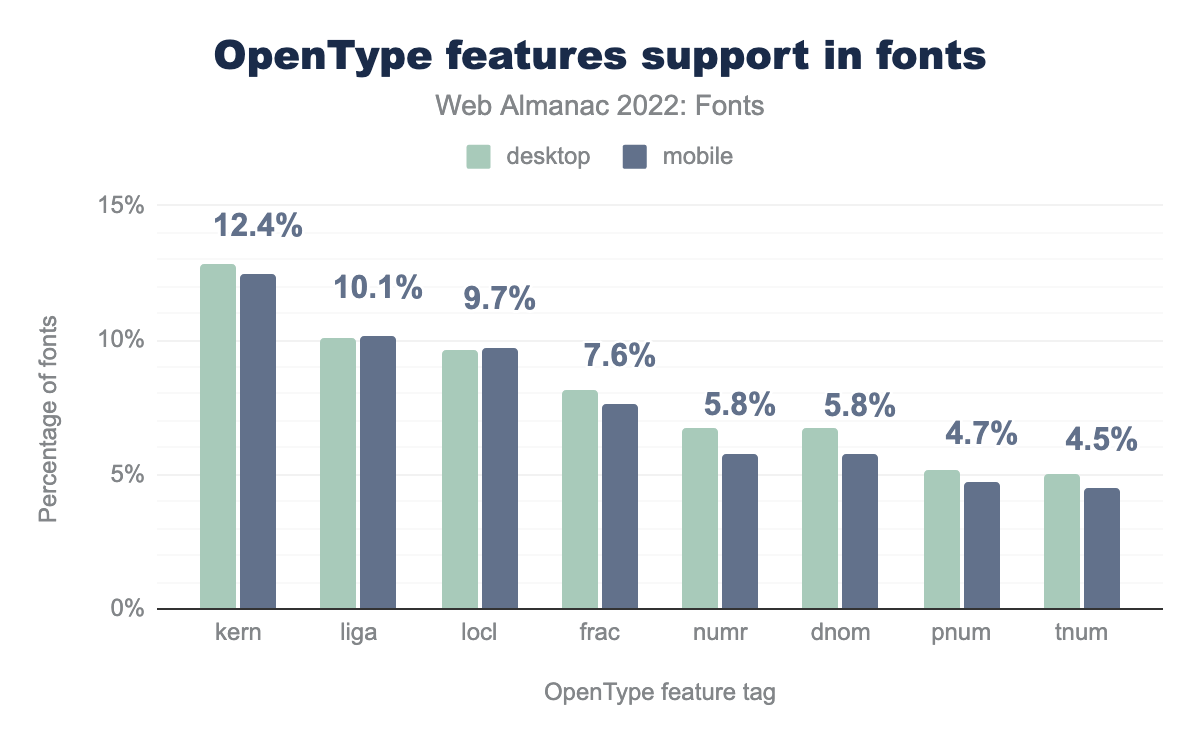 OpenType features support in fonts
Web Almanac 2022: Fonts
desktop mobile
Percentage of fonts
15%
10%
5%
0%
12.4%
10.1%
9.7%
7.6%
5.8%
5.8%
4.7%
4.5%
kern liga locl frac numr dnom pnum tnum
OpenType feature tag